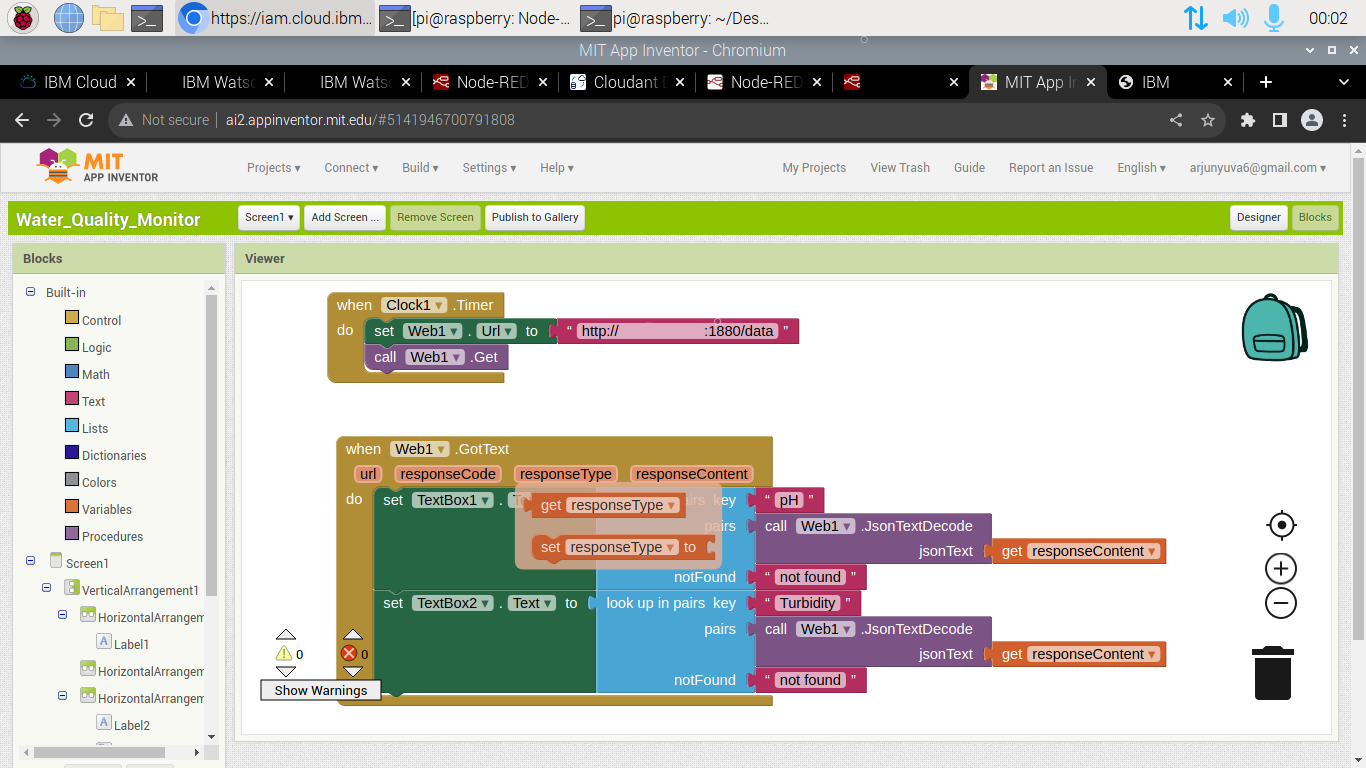 https://iam.cloud.ibm... [pi@raspberry: Node-... pi@raspberry: ~/Des... 00:02
MIT App Inventor - Chromium
IBM Cloud IBM Wats IBM Wats Node-RED Cloudant Node-RED MIT App In IBM
Not secure ai2.appinventor.mit.edu/#5141946700791808
MIT
APP INVENTOR
Projects Connect Build Settings Help My Projects View Trash Guide Report an Issue English arjunyuva6@gmail.com
Water_Quality_Monitor Screen1 Add Screen ... Remove Screen Publish to Gallery Designer Blocks
Blocks Viewer
Built-in
Control
Logic
Math
Text
Lists
Dictionaries
Colors
Variables
Procedures
Screen1
VerticalArrangement1
HorizontalArrangem
Label1
HorizontalArrangem
HorizontalArrangem
Label2
when Clock1 .Timer
do set Web1 . Url to “ http:// :1880/data ”
call Web1 .Get
when Web1 .GotText
url responseCode responseType responseContent
do set TextBox1 . key “ pH ”
get responseType
pairs call Web1 .JsonTextDecode
set responseType to
jsonText get responseContent
notFound “ not found ”
set TextBox2 . Text to look up in pairs key “ Turbidity ”
pairs call Web1 .JsonTextDecode
jsonText get responseContent
notFound “ not found ”
0 0
Show Warnings